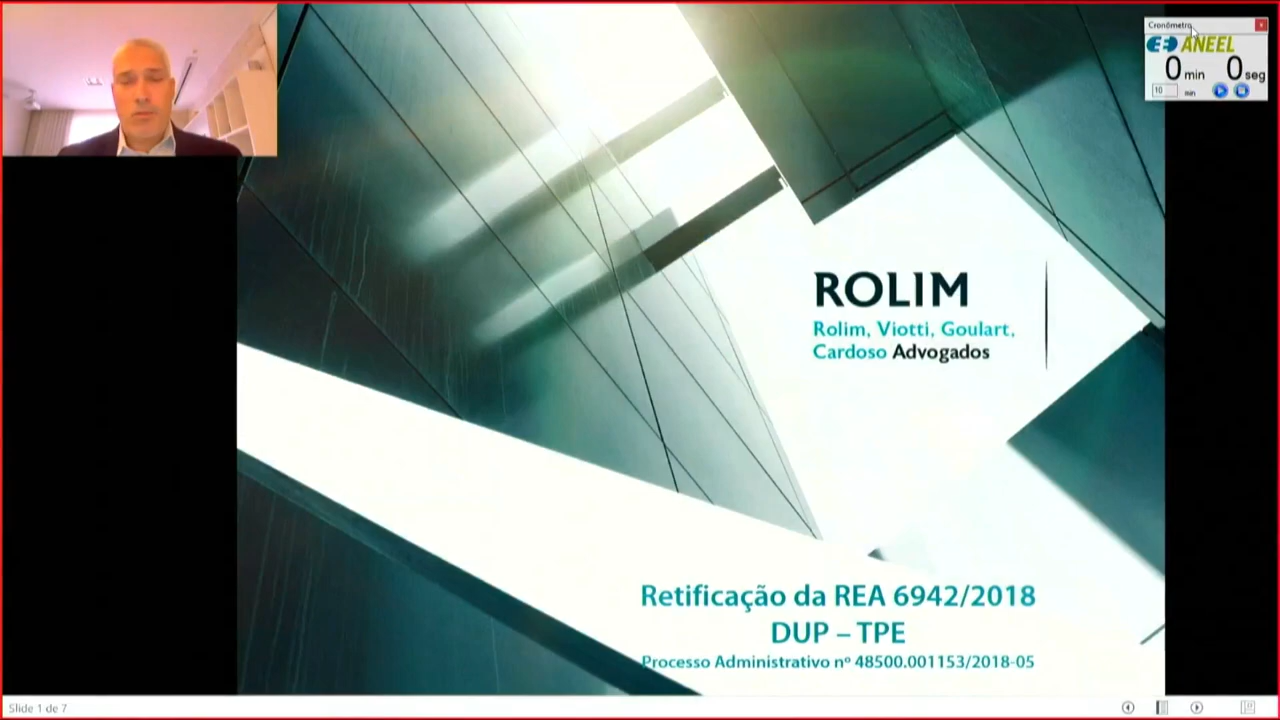 Cronômetro
ANEEL
0 min 0 seg
10 min
ROLIM
Rolim, Viotti, Goulart,
Cardoso Advogados
Retificação da REA 6942/2018
DUP – TPE
Processo Administrativo nº 48500.001153/2018-05
Slide 1 de 7